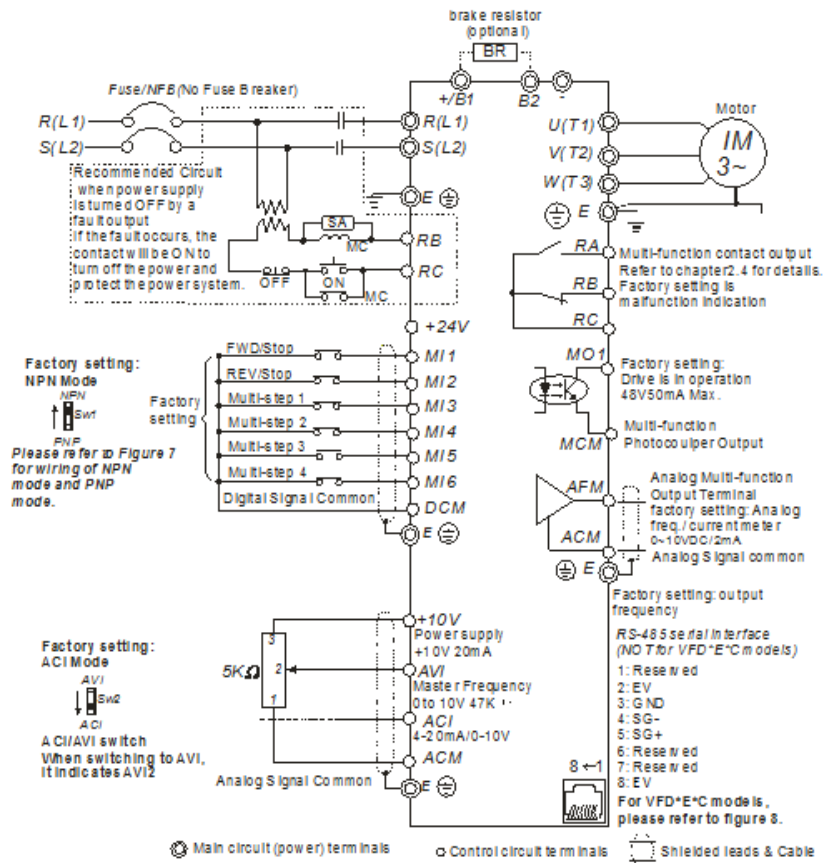 brake resistor
(optional)
BR
+/B1
B2
-
Fuse/NFB(No Fuse Breaker)
R(L1)
S(L2)
R(L1)
S(L2)
E
Recommended Circuit
when power supply
is turned OFF by a
fault output
If the fault occurs, the
contact will be ON to
turn off the power and
protect the power system.
SA
MC
OFF
ON
MC
RB
RC
Motor
U(T1)
V(T2)
W(T3)
IM
3~
E
RA
RB
RC
Multi-function contact output
Refer to chapter2.4 for details.
Factory setting is
malfunction indication
+24V
Factory setting:
NPN Mode
NPN
Sw1
PNP
Please refer to Figure 7
for wiring of NPN
mode and PNP
mode.
Factory
setting
FWD/Stop
REV/Stop
Multi-step 1
Multi-step 2
Multi-step 3
Multi-step 4
Digital Signal Common
MI1
MI2
MI3
MI4
MI5
MI6
DCM
E
MO1
Factory setting:
Drive is in operation
48V50mA Max.
Multi-function
Photocoulper Output
MCM
AFM
Analog Multi-function
Output Terminal
factory setting: Analog
freq./ current meter
0~10VDC/2mA
ACM
Analog Signal common
E
Factory setting: output
frequency
Factory setting:
ACI Mode
AVI
Sw2
ACI
ACI/AVI switch
When switching to AVI,
it indicates AVI2
5KΩ
3
2
1
+10V
Power supply
+10V 20mA
AVI
Master Frequency
0 to 10V 47K
ACI
4-20mA/0-10V
ACM
Analog Signal Common
E
RS-485 serial interface
(NOT for VFD*E*C models)
1: Reserved
2: EV
3: GND
4: SG-
5: SG+
6: Reserved
7: Reserved
8: EV
For VFD*E*C models,
please refer to figure 8.
8 ←1
Main circuit (power) terminals
Control circuit terminals
Shielded leads & Cable